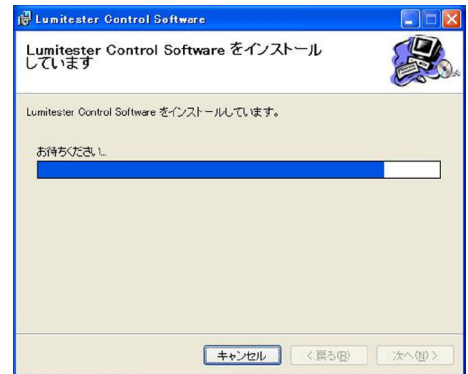 Lumitester Control Software
Lumitester Control Software をインストール
しています
Lumitester Control Software をインストールしています。
お待ちください...
キャンセル
< 戻る(B)
次へ(N) >